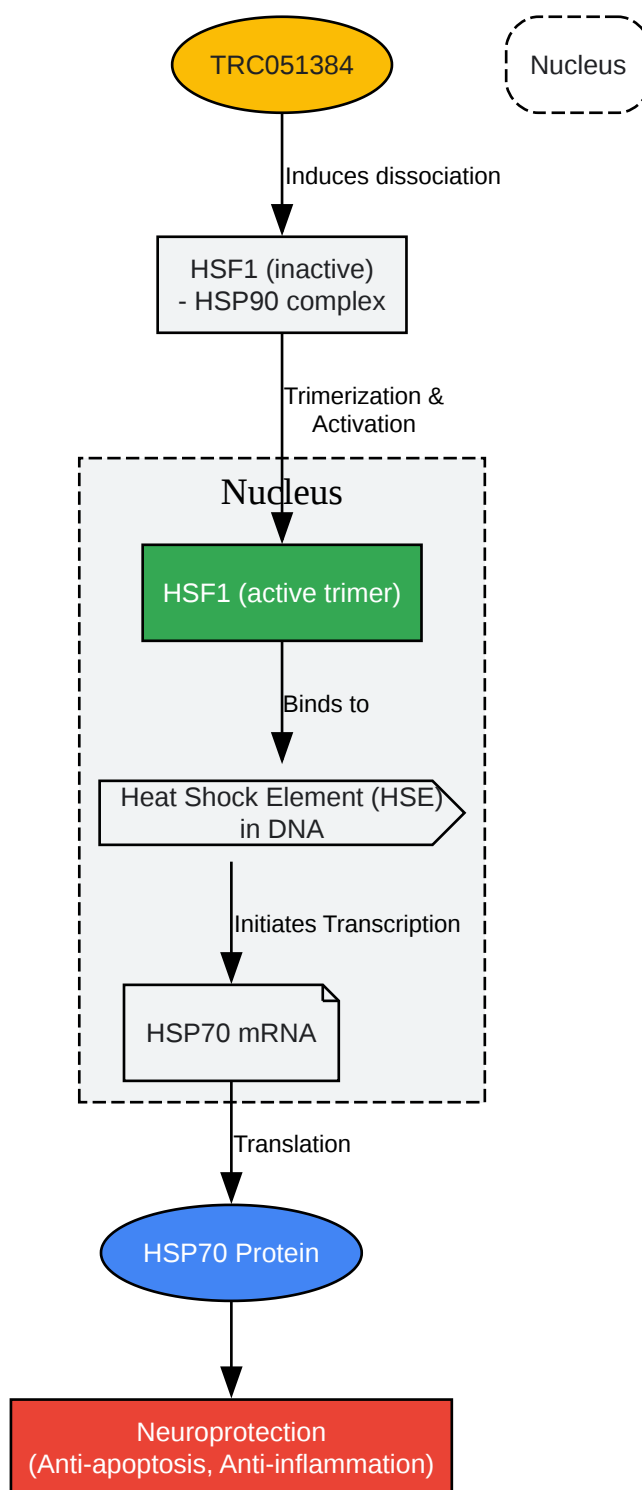 TRC051384
Nucleus
Induces dissociation
HSF1 (inactive)
- HSP90 complex
Trimerization &
Activation
Nucleus
HSF1 (active trimer)
Binds to
Heat Shock Element (HSE)
in DNA
Initiates Transcription
HSP70 mRNA
Translation
HSP70 Protein
Neuroprotection
(Anti-apoptosis, Anti-inflammation)